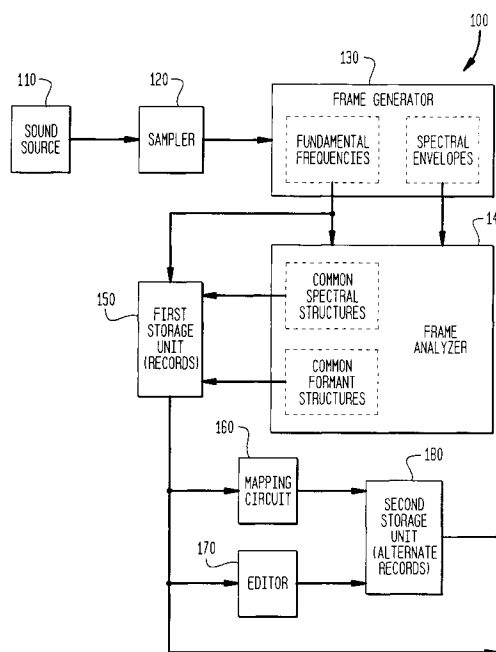 100
110
120
130
SOUND
SOURCE
SAMPLER
FRAME GENERATOR
FUNDAMENTAL
FREQUENCIES
SPECTRAL
ENVELOPES
14
150
FIRST
STORAGE
UNIT
(RECORDS)
COMMON
SPECTRAL
STRUCTURES
FRAME
ANALYZER
COMMON
FORMANT
STRUCTURES
160
180
MAPPING
CIRCUIT
SECOND
STORAGE
UNIT
(ALTERNATE
RECORDS)
170
EDITOR